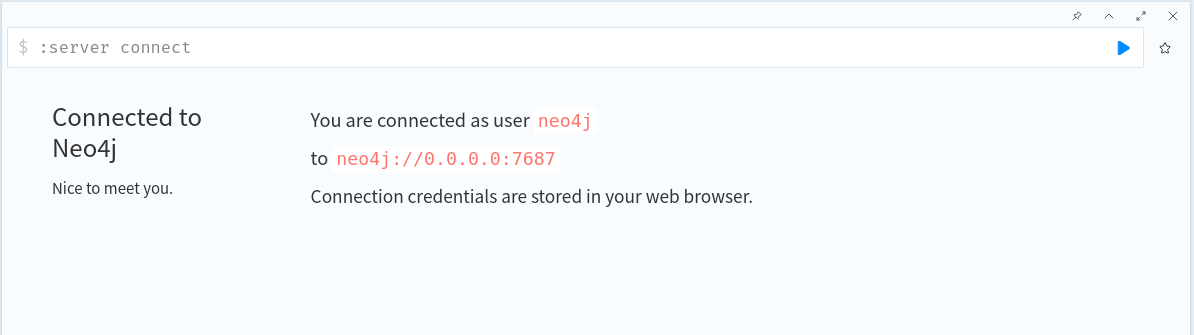 $ :server connect
Connected to
Neo4j
Nice to meet you.
You are connected as user neo4j
to neo4j://0.0.0.0:7687
Connection credentials are stored in your web browser.